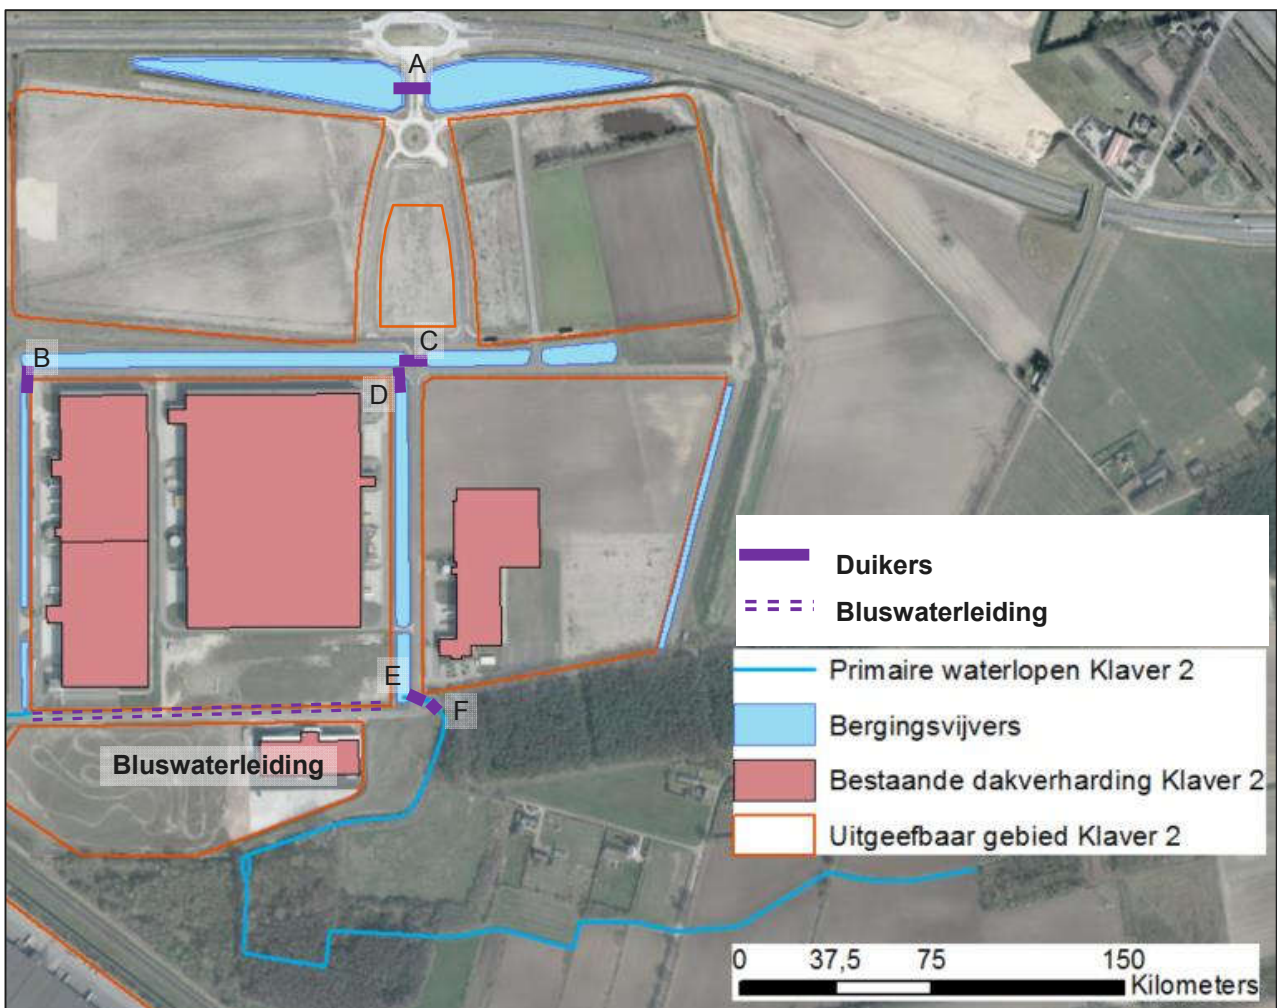 A
B
C
D
E
F
Bluswaterleiding
Duikers
Bluswaterleiding
Primaire waterlopen Klaver 2
Bergingsvijvers
Bestaande dakverharding Klaver 2
Uitgeefbaar gebied Klaver 2
0 37,5 75 150
Kilometers